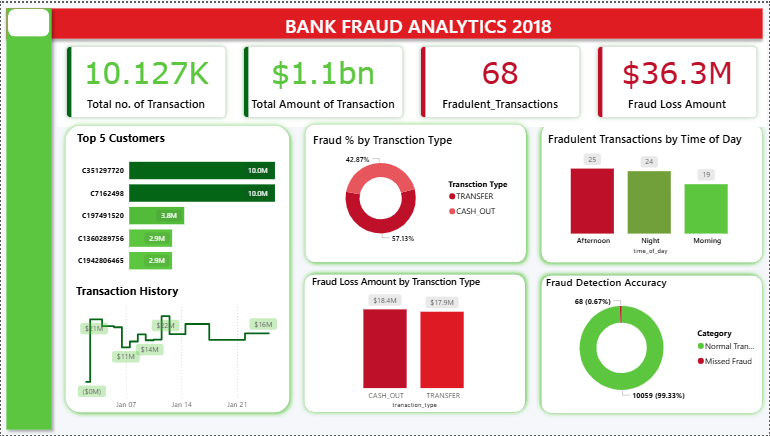 BANK FRAUD ANALYTICS 2018
10.127K
Total no. of Transaction
$1.1bn
Total Amount of Transaction
68
Fradulent_Transactions
$36.3M
Fraud Loss Amount
Top 5 Customers
C351297720
10.0M
C7162498
10.0M
C197491520
3.8M
C1360289756
2.9M
C1942806465
2.9M
Transaction History
$21M
$22M
$16M
$11M
$14M
($0M)
Jan 07
Jan 14
Jan 21
Fraud % by Transction Type
42.87%
57.13%
Transction Type
TRANSFER
CASH_OUT
Fradulent Transactions by Time of Day
25
24
19
Afternoon
Night
Morning
time_of_day
Fraud Loss Amount by Transction Type
$18.4M
$17.9M
CASH_OUT
TRANSFER
tranaction_type
Fraud Detection Accuracy
68 (0.67%)
10059 (99.33%)
Category
Normal Tran...
Missed Fraud